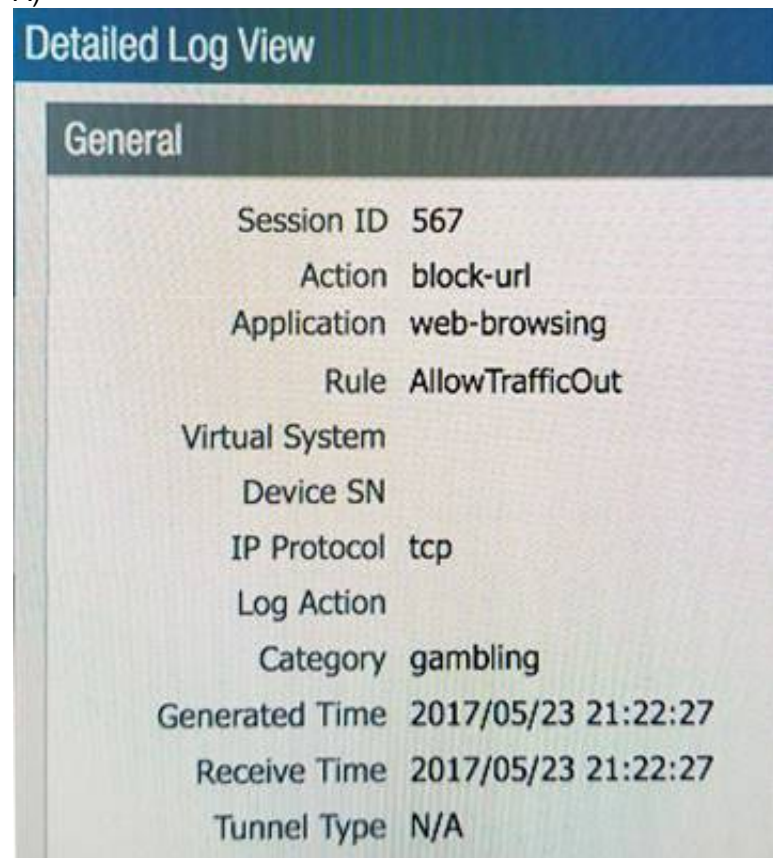 Detailed Log View
General
Session ID 567
Action block-url
Application web-browsing
Rule AllowTrafficOut
Virtual System
Device SN
IP Protocol tcp
Log Action
Category gambling
Generated Time 2017/05/23 21:22:27
Receive Time 2017/05/23 21:22:27
Tunnel Type N/A